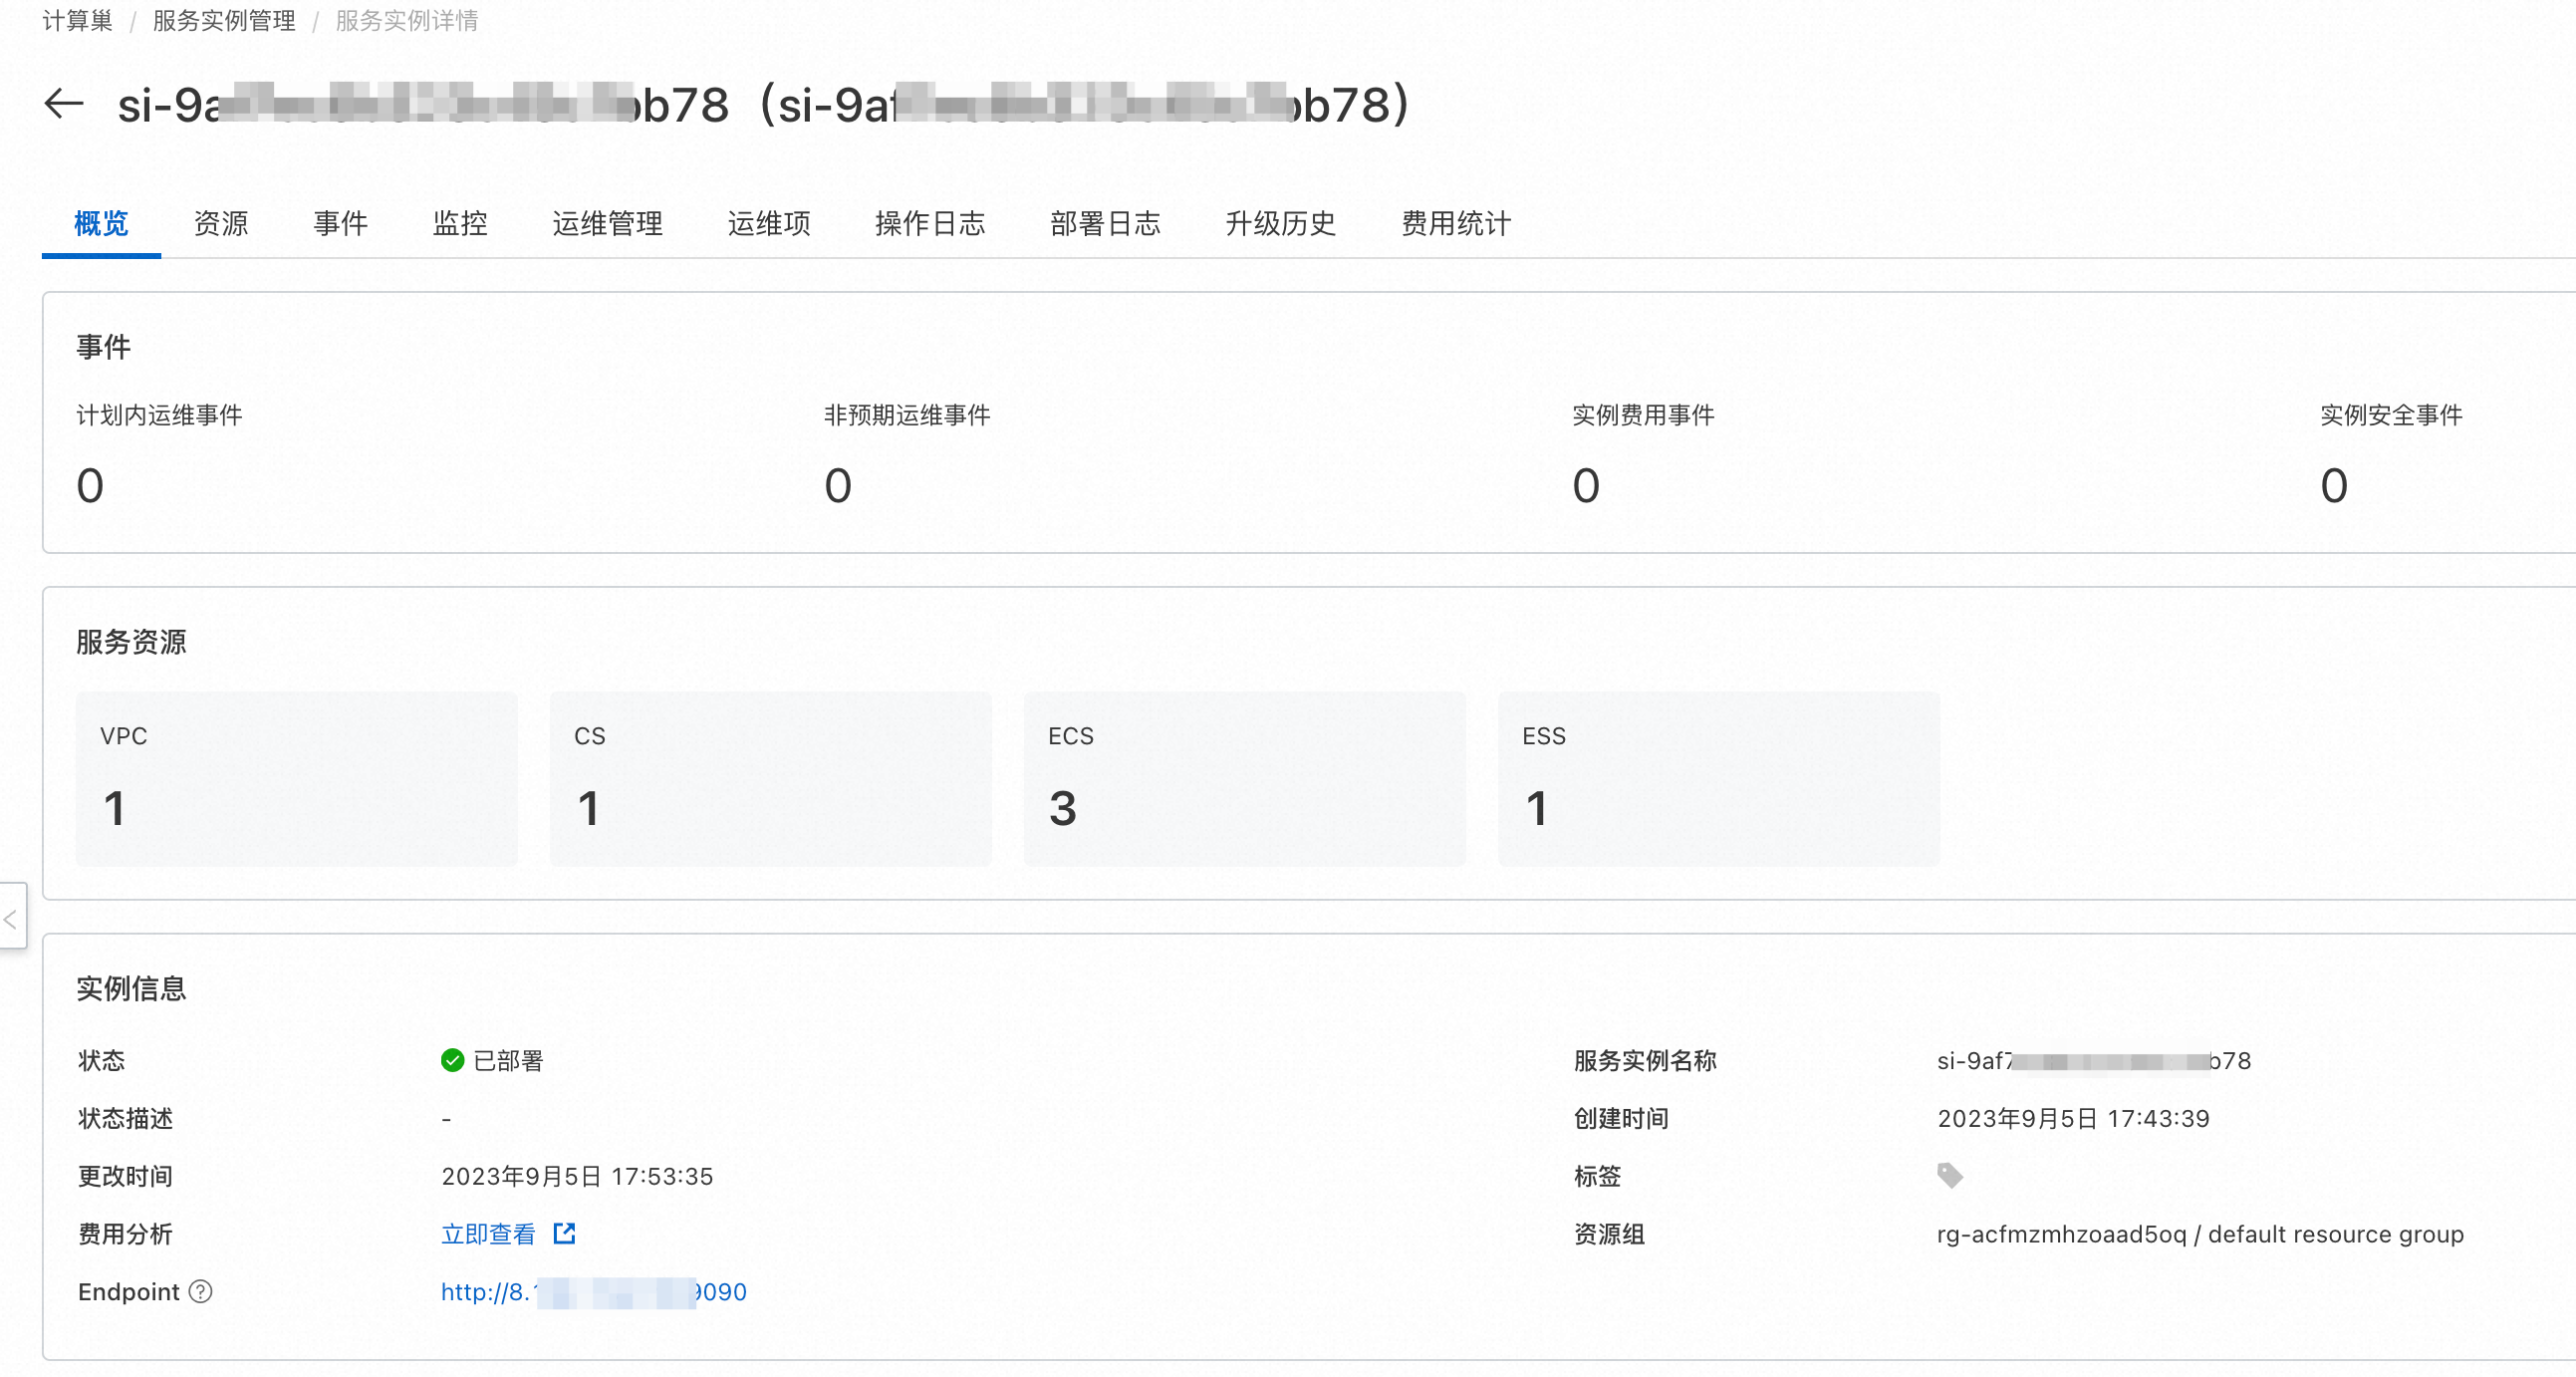 计算巢 / 服务实例管理 / 服务实例详情
si-9a b78 (si-9af b78)
概览 资源 事件 监控 运维管理 运维项 操作日志 部署日志 升级历史 费用统计
事件
计划内运维事件 非预期运维事件 实例费用事件 实例安全事件
0 0 0 0
服务资源
VPC CS ECS ESS
1 1 3 1
实例信息
状态 已部署 服务实例名称 si-9af7 b78
状态描述 - 创建时间 2023年9月5日 17:43:39
更改时间 2023年9月5日 17:53:35 标签
费用分析 立即查看 资源组 rg-acfmzmhzoaad5oq / default resource group
Endpoint http://8. 9090